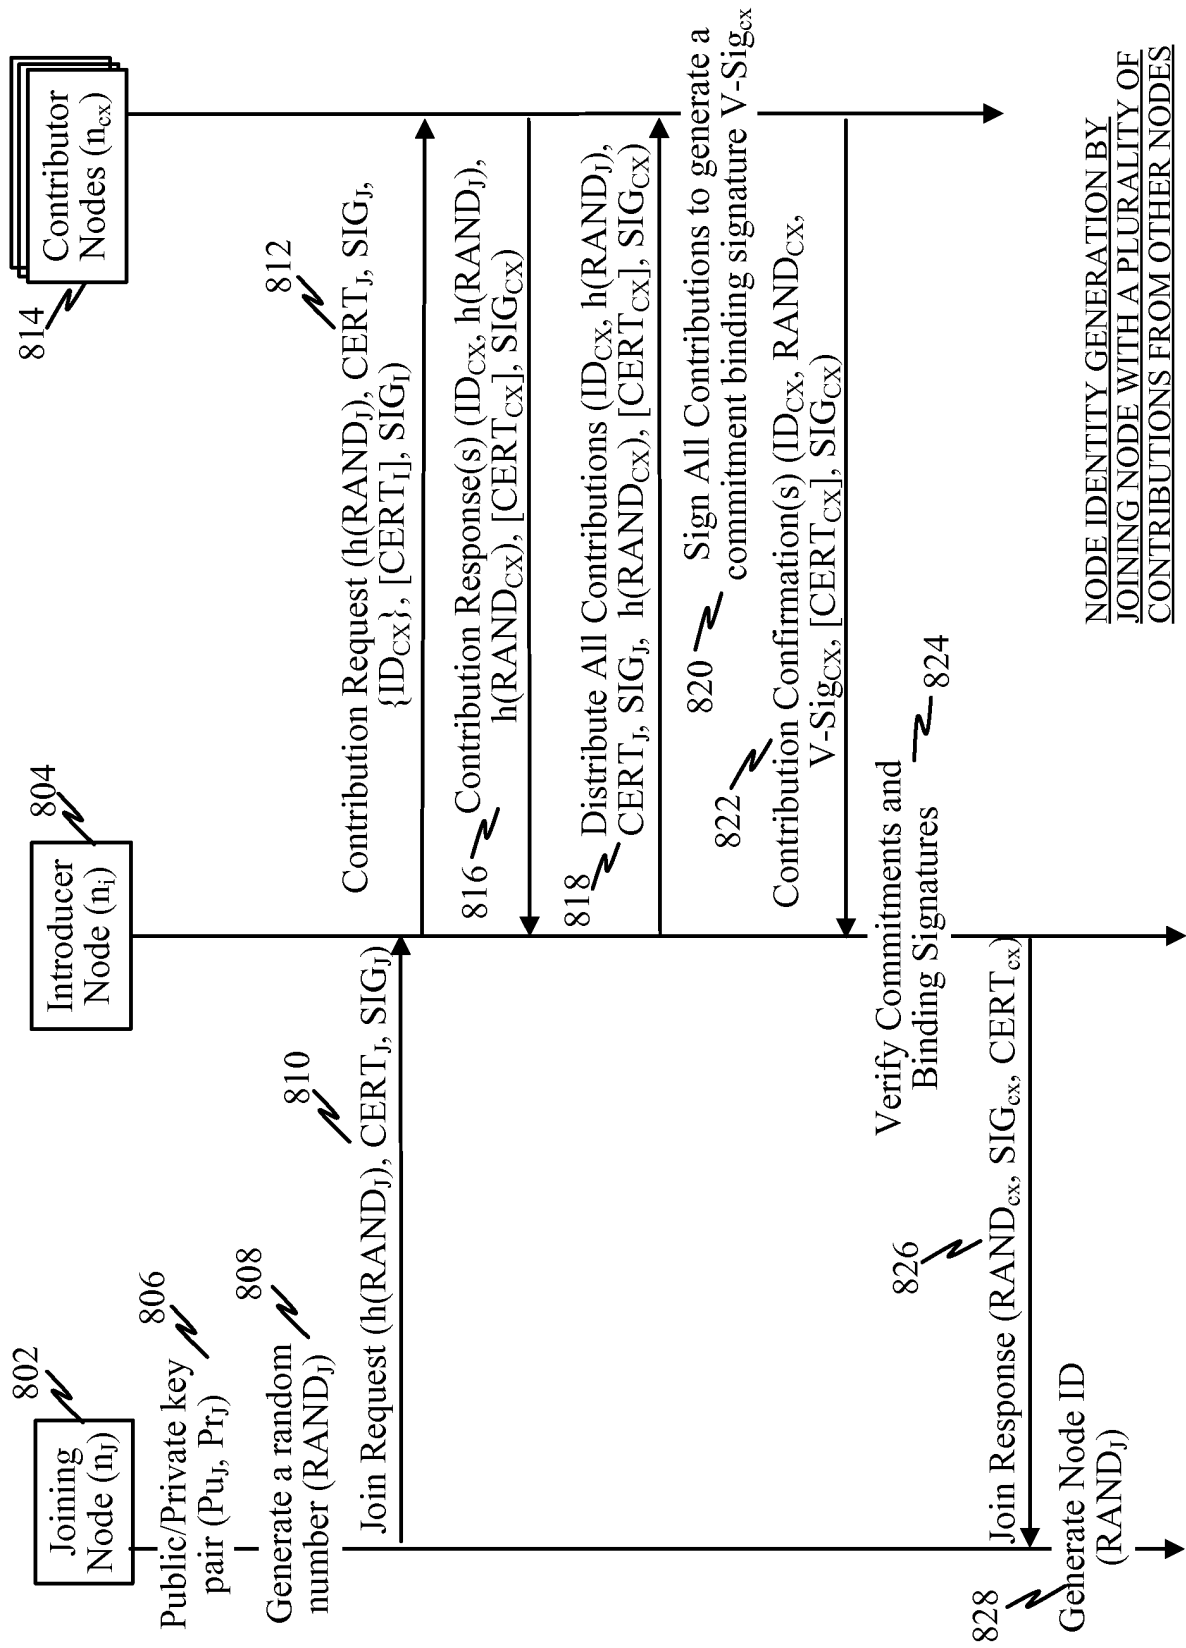 802
Joining
Node (nJ)
804
Introducer
Node (ni)
814
Contributor
Nodes (ncx)
806
Public/Private key
pair (PuJ, PrJ)
808
Generate a random
number (RANDJ)
810
Join Request (h(RANDJ), CERTJ, SIGJ)
812
Contribution Request (h(RANDJ), CERTJ, SIGJ,
{IDCX}, [CERTI], SIGI)
816
Contribution Response(s) (IDCX, h(RANDJ),
h(RANDCX), [CERTCX], SIGCX)
818
Distribute All Contributions (IDCX, h(RANDJ),
CERTJ, SIGJ, h(RANDCX), [CERTCX], SIGCX)
820
Sign All Contributions to generate a
commitment binding signature V-Sigcx
822
Contribution Confirmation(s) (IDCX, RANDCX,
V-SigCX, [CERTCX], SIGCX)
824
Verify Commitments and
Binding Signatures
826
Join Response (RANDcx, SIGcx, CERTcx)
828
Generate Node ID
(RANDJ)
NODE IDENTITY GENERATION BY
JOINING NODE WITH A PLURALITY OF
CONTRIBUTIONS FROM OTHER NODES